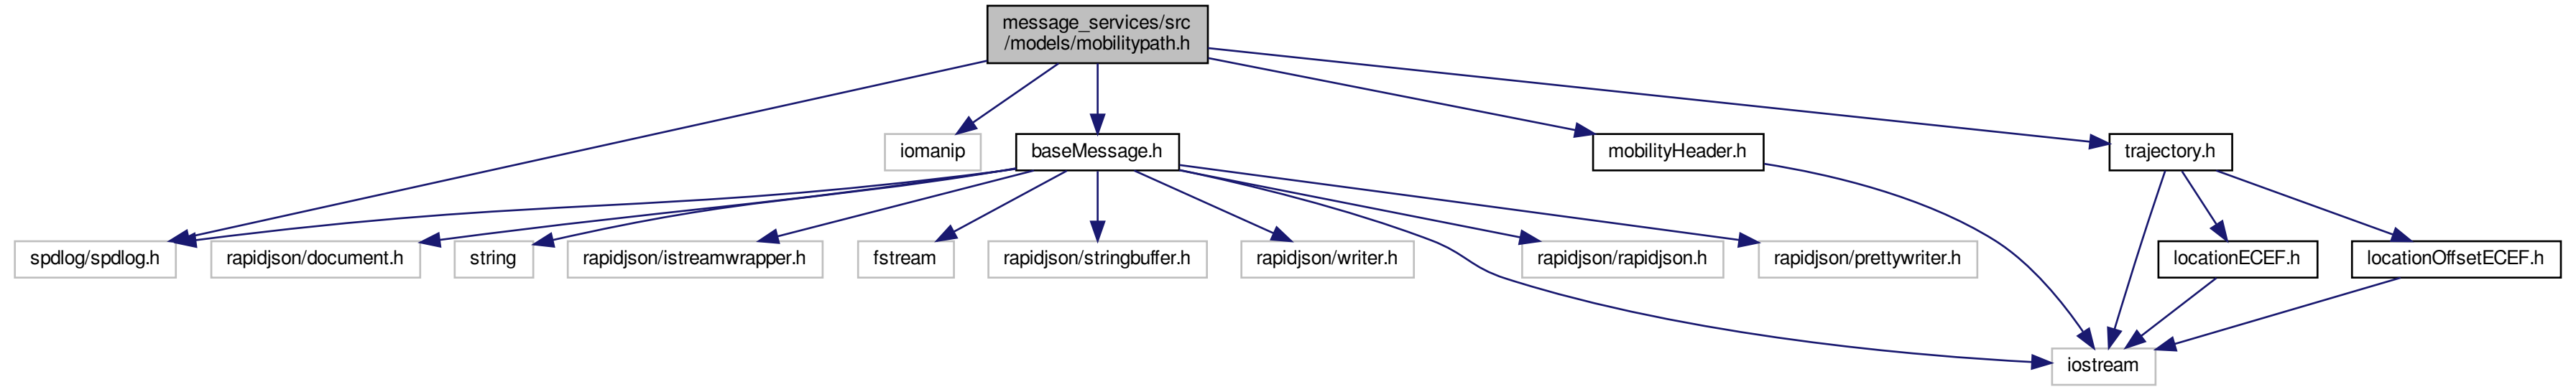 message_services/src
/models/mobilitypath.h
iomanip
baseMessage.h
mobilityHeader.h
trajectory.h
spdlog/spdlog.h
rapidjson/document.h
string
rapidjson/istreamwrapper.h
fstream
rapidjson/stringbuffer.h
rapidjson/writer.h
rapidjson/rapidjson.h
rapidjson/prettywriter.h
locationECEF.h
locationOffsetECEF.h
iostream